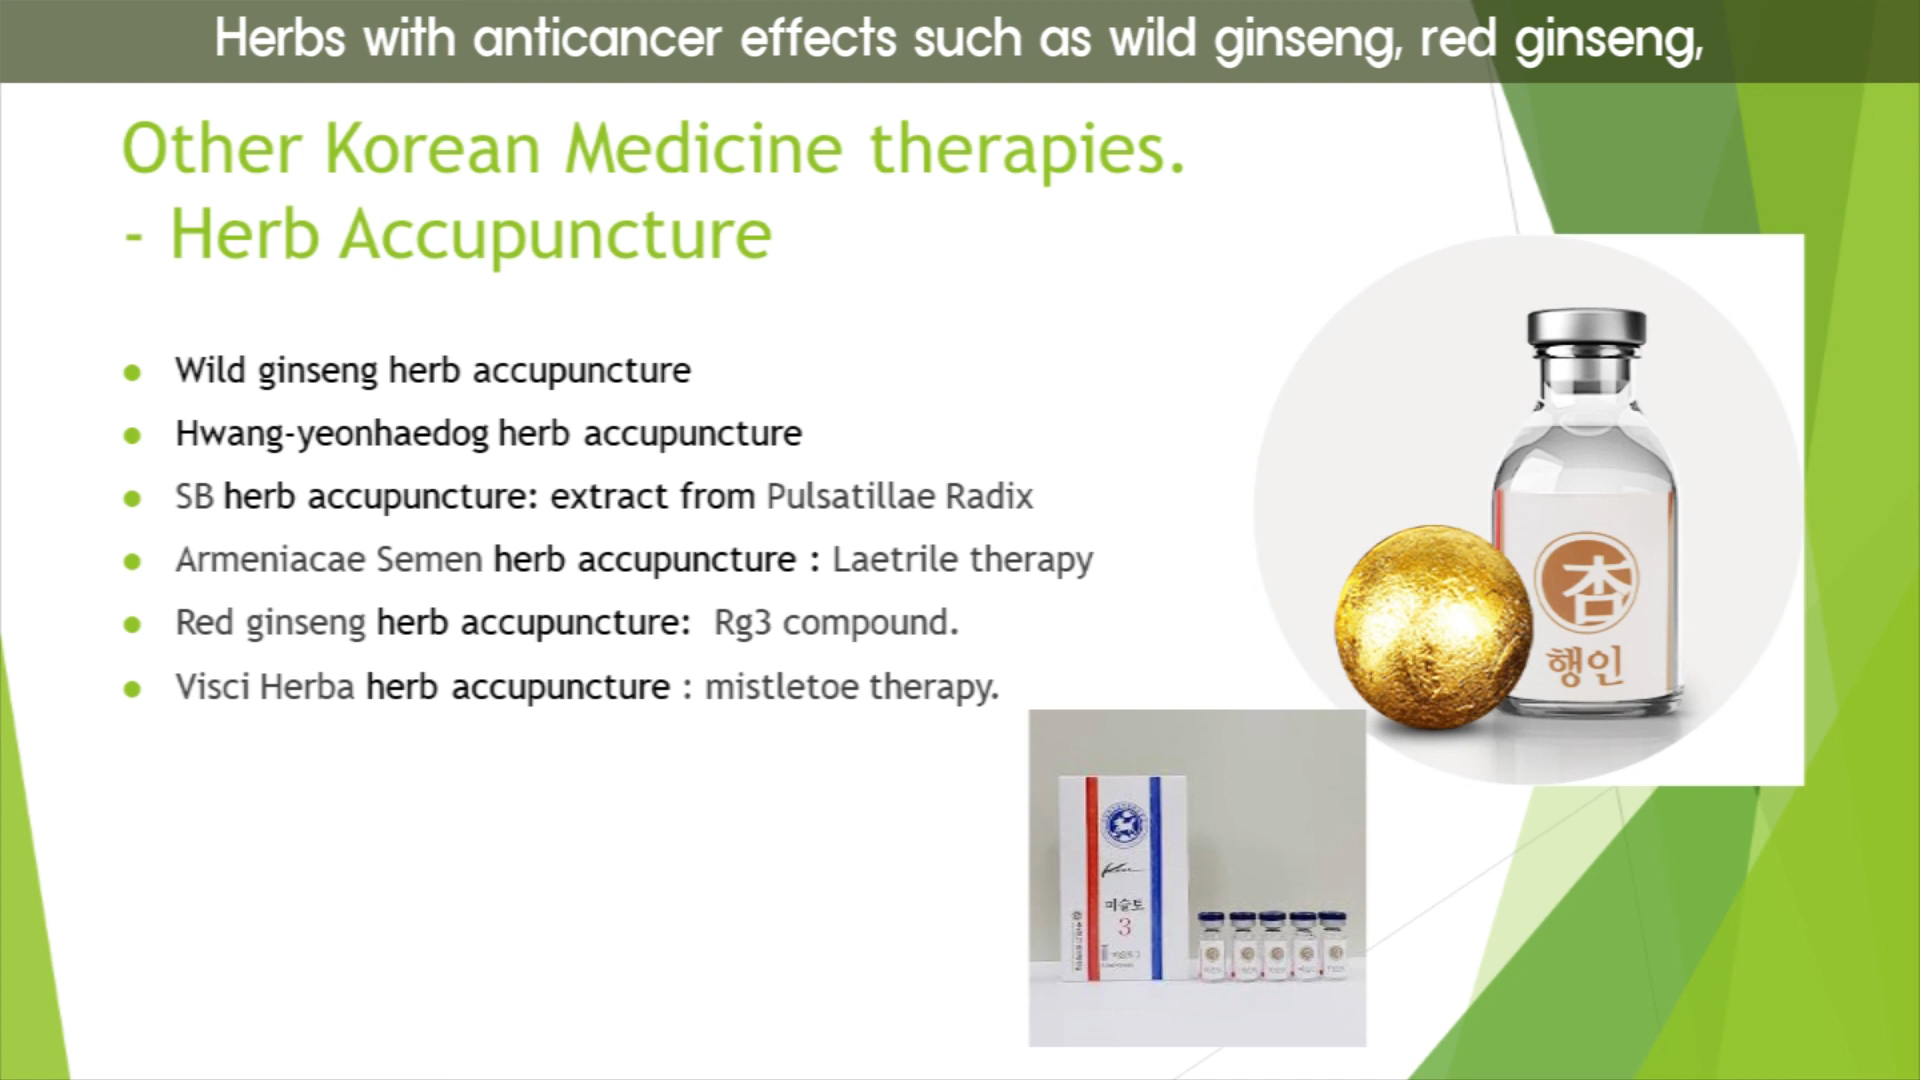 Herbs with anticancer effects such as wild ginseng, red ginseng,
Other Korean Medicine therapies.
- Herb Accupuncture
Wild ginseng herb accupuncture
Hwang-yeonhaedog herb accupuncture
SB herb accupuncture: extract from Pulsatillae Radix
Armeniacae Semen herb accupuncture : Laetrile therapy
Red ginseng herb accupuncture: Rg3 compound.
Visci Herba herb accupuncture : mistletoe therapy.
杏
행인
미슬토
3